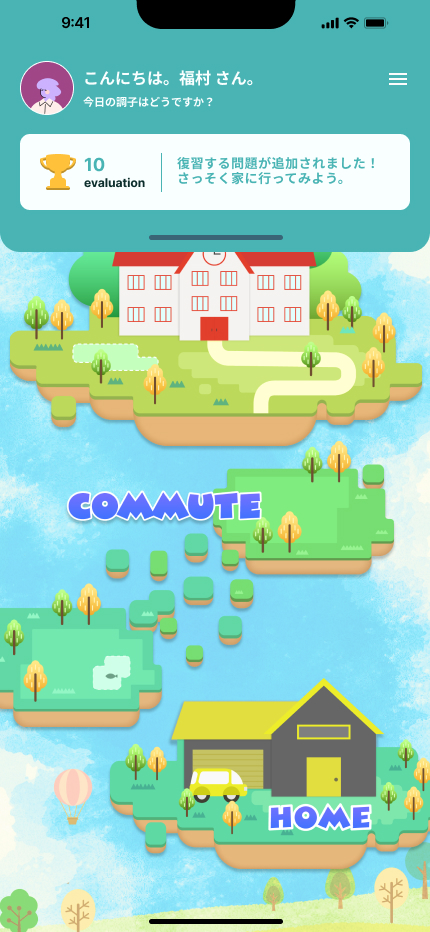 9:41
こんにちは。福村 さん。
今日の調子はどうですか?
10
evaluation
復習する問題が追加されました!
さっそく家に行ってみよう。
COMMUTE
HOME